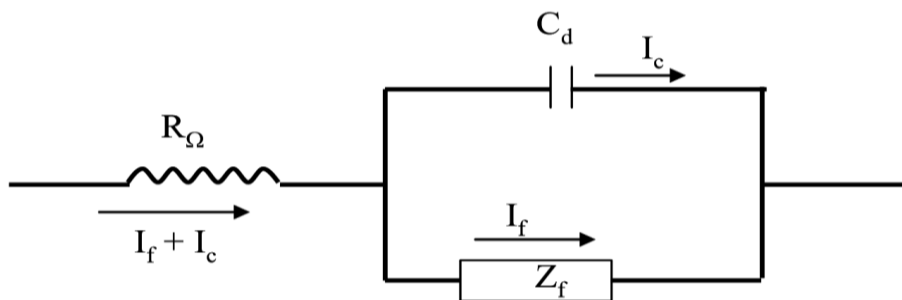 C_d
I_c
R_Ω
I_f + I_c
I_f
Z_f